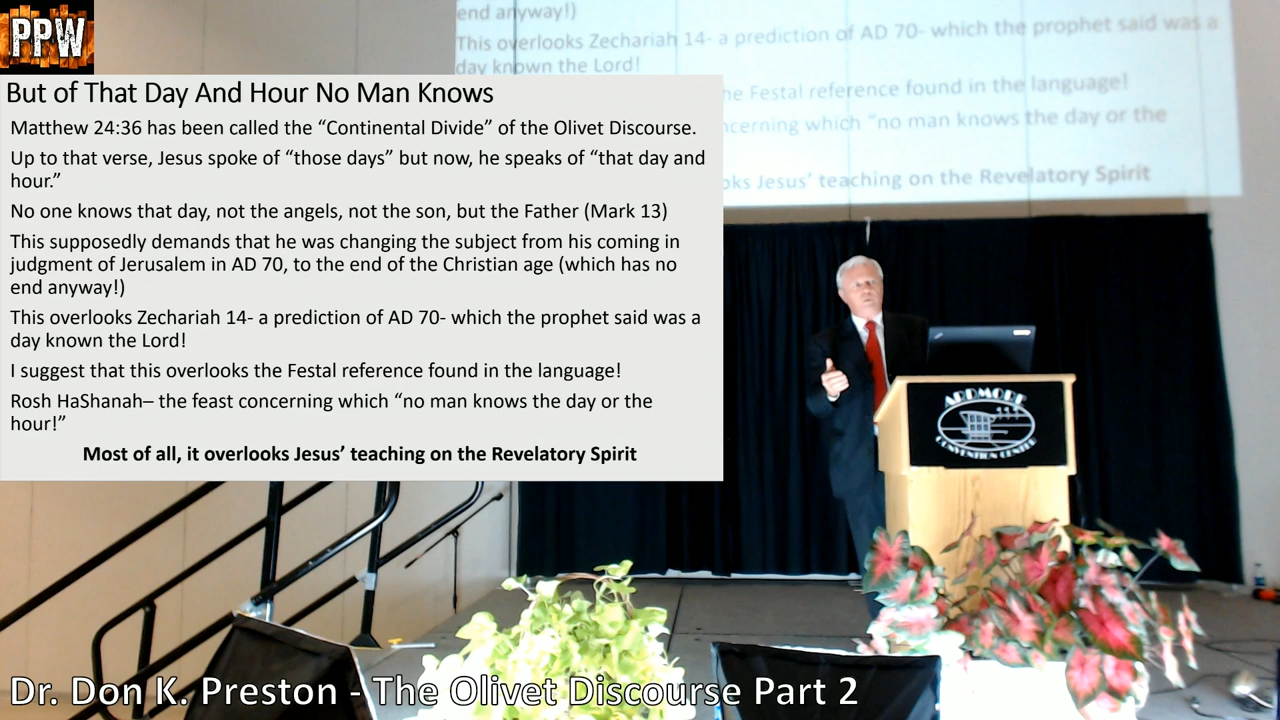 PPW
end anyway!)
This overlooks Zechariah 14- a prediction of AD 70- which the prophet said was a
day known the Lord!
he Festal reference found in the language!
ncerning which “no man knows the day or the
oks Jesus’ teaching on the Revelatory Spirit
But of That Day And Hour No Man Knows
Matthew 24:36 has been called the “Continental Divide” of the Olivet Discourse.
Up to that verse, Jesus spoke of “those days” but now, he speaks of “that day and
hour.”
No one knows that day, not the angels, not the son, but the Father (Mark 13)
This supposedly demands that he was changing the subject from his coming in
judgment of Jerusalem in AD 70, to the end of the Christian age (which has no
end anyway!)
This overlooks Zechariah 14- a prediction of AD 70- which the prophet said was a
day known the Lord!
I suggest that this overlooks the Festal reference found in the language!
Rosh HaShanah– the feast concerning which “no man knows the day or the
hour!”
Most of all, it overlooks Jesus’ teaching on the Revelatory Spirit
ARDMORE
CONVENTION CENTER
Dr. Don K. Preston - The Olivet Discourse Part 2